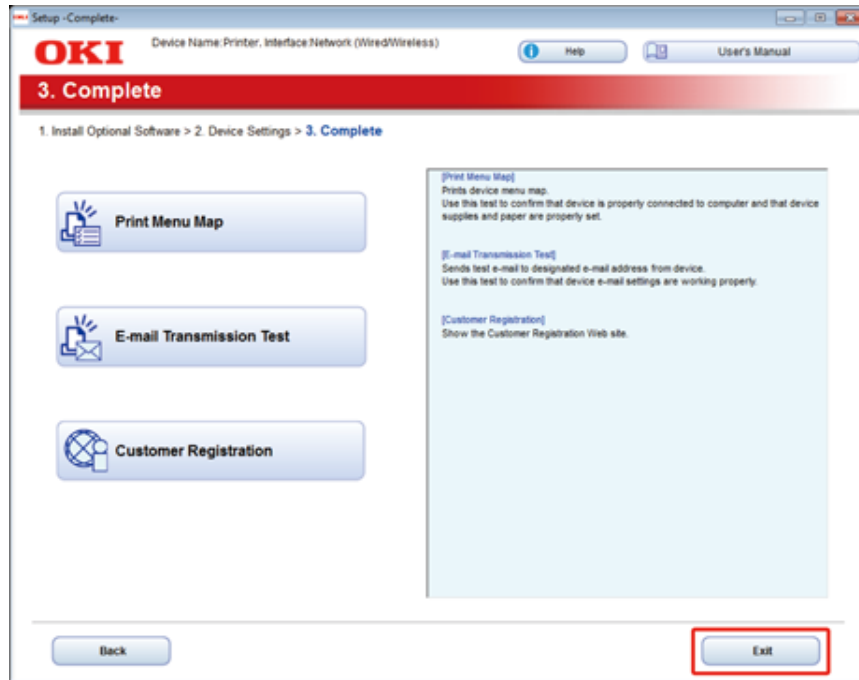 Setup -Complete-
OKI
Device Name:Printer, Interface:Network (Wired/Wireless)
Help
User's Manual
3. Complete
1. Install Optional Software > 2. Device Settings > 3. Complete
Print Menu Map
E-mail Transmission Test
Customer Registration
[Print Menu Map]
Prints device menu map.
Use this test to confirm that device is properly connected to computer and that device
supplies and paper are properly set.
[E-mail Transmission Test]
Sends test e-mail to designated e-mail address from device.
Use this test to confirm that device e-mail settings are working properly.
[Customer Registration]
Show the Customer Registration Web site.
Back
Exit